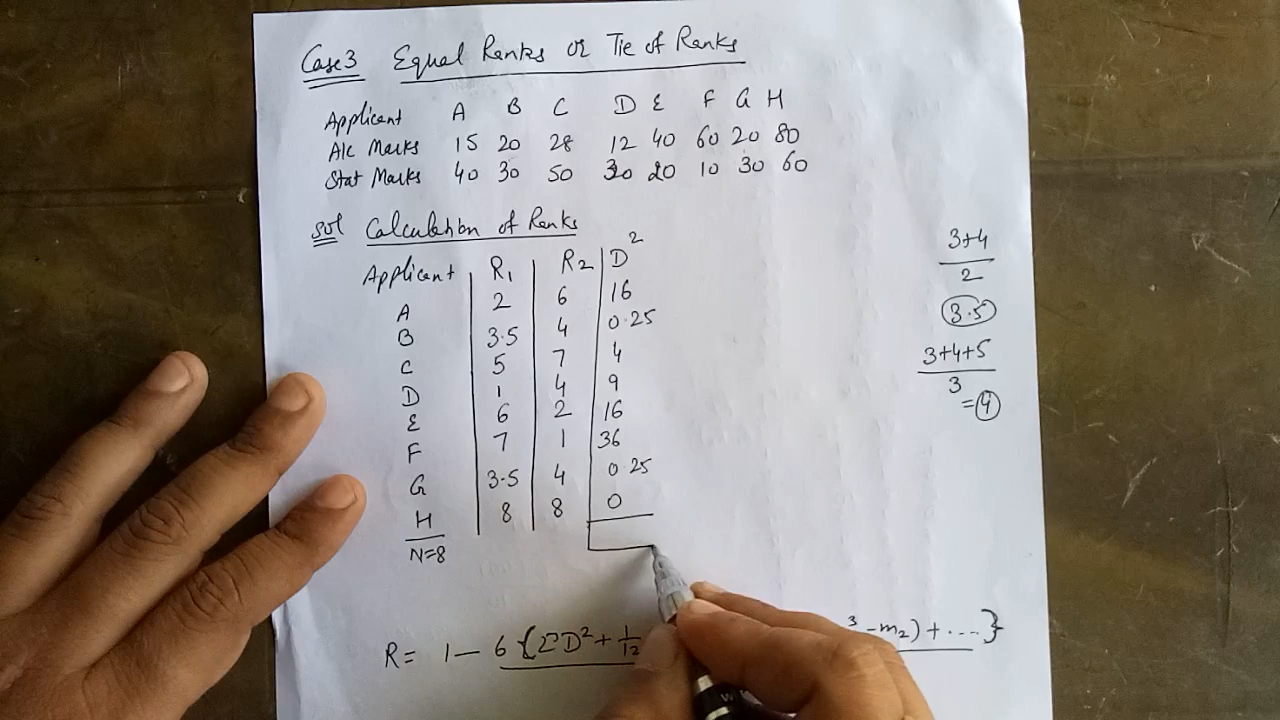 Case 3 Equal Ranks or Tie of Ranks
Applicant A B C D E F G H
A/c Marks 15 20 28 12 40 60 20 80
Stat Marks 40 30 50 30 20 10 30 60
Sol Calculation of Ranks
Applicant R₁ R₂ D²
A 2 6 16
B 3.5 4 0.25
C 5 7 4
D 1 4 9
E 6 2 16
F 7 1 36
G 3.5 4 0.25
H 8 8 0
N=8
3+4
2
3.5
3+4+5
3
=4
R= 1 - 6 {ΣD² + 1/12 ³ - m₂) + ....}